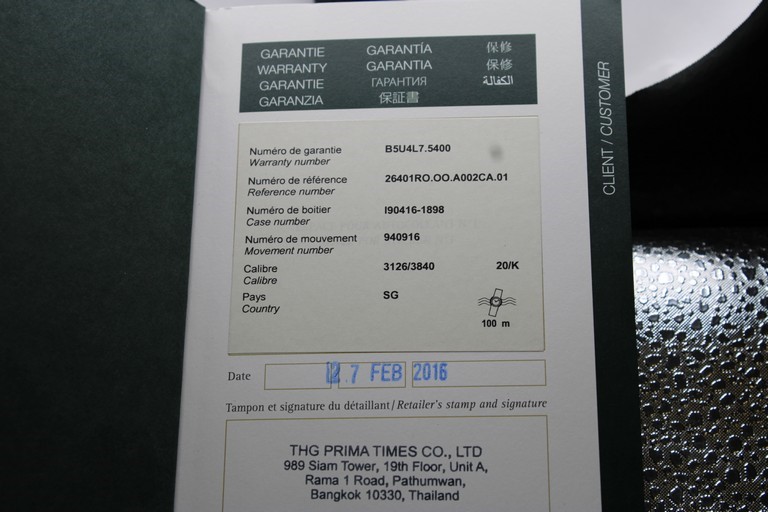 GARANTIE GARANTÍA 保修
WARRANTY GARANTIA 保修
GARANTIE ГАРАНТИЯ الكفالة
GARANZIA 保証書
CLIENT / CUSTOMER
Numéro de garantie B5U4L7.5400
Warranty number
Numéro de référence 26401RO.OO.A002CA.01
Reference number
Numéro de boitier I90416-1898
Case number
Numéro de mouvement 940916
Movement number
Calibre 3126/3840 20/K
Calibre
Pays SG
Country
100 m
Date 7 FEB 2016
Tampon et signature du détaillant / Retailer's stamp and signature
THG PRIMA TIMES CO., LTD
989 Siam Tower, 19th Floor, Unit A,
Rama 1 Road, Pathumwan,
Bangkok 10330, Thailand